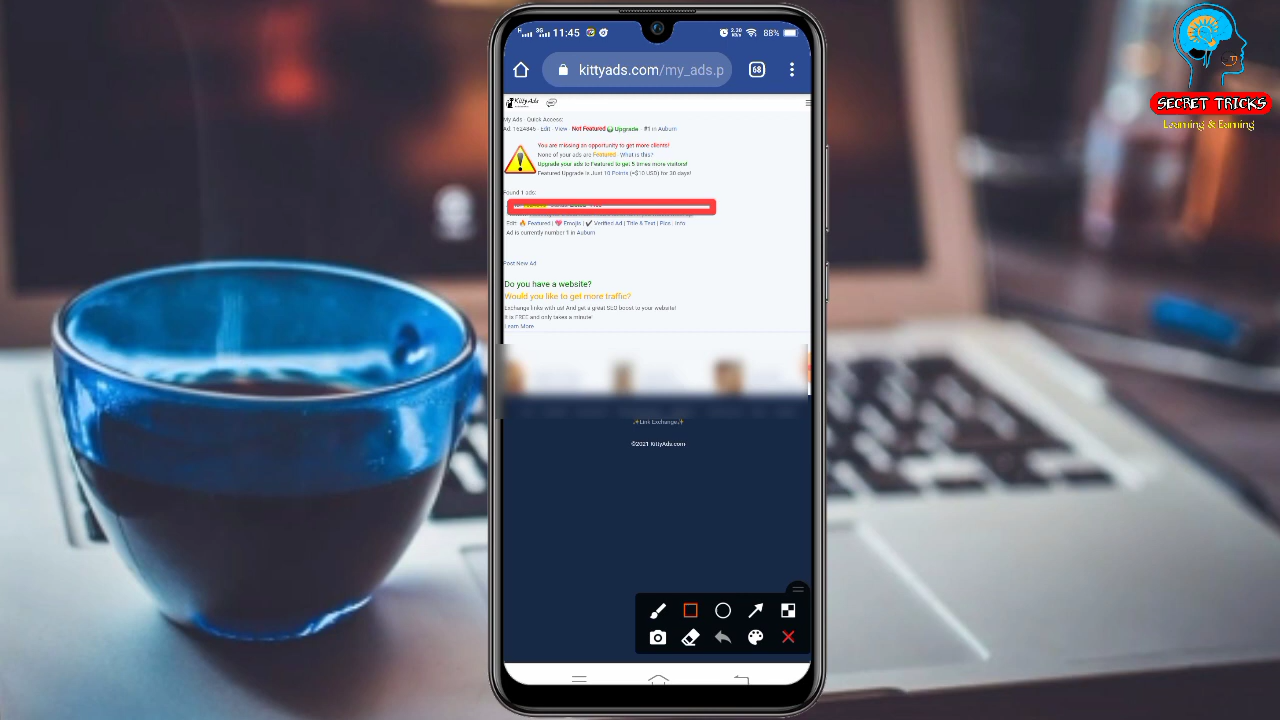 11:45
2.20
KB/s
88%
kittyads.com/my_ads.p
68
KittyAds
My Ads · Quick Access:
Ad: 1624845 · Edit · View · Not Featured Upgrade · #1 in Auburn
You are missing an opportunity to get more clients!
None of your ads are Featured · What is this?
Upgrade your ads to Featured to get 5 times more visitors!
Featured Upgrade is Just 10 Points (=$10 USD) for 30 days!
Found 1 ads:
Edit: 🔥 Featured | 💖 Emojis | ✔ Verified Ad | Title & Text | Pics · Info
Ad is currently number 1 in Auburn
Post New Ad
Do you have a website?
Would you like to get more traffic?
Exchange links with us! And get a great SEO boost to your website!
It is FREE and only takes a minute!
Learn More
✨Link Exchange✨
©2021 KittyAds.com
SECRET TRICKS
Learning & Earning